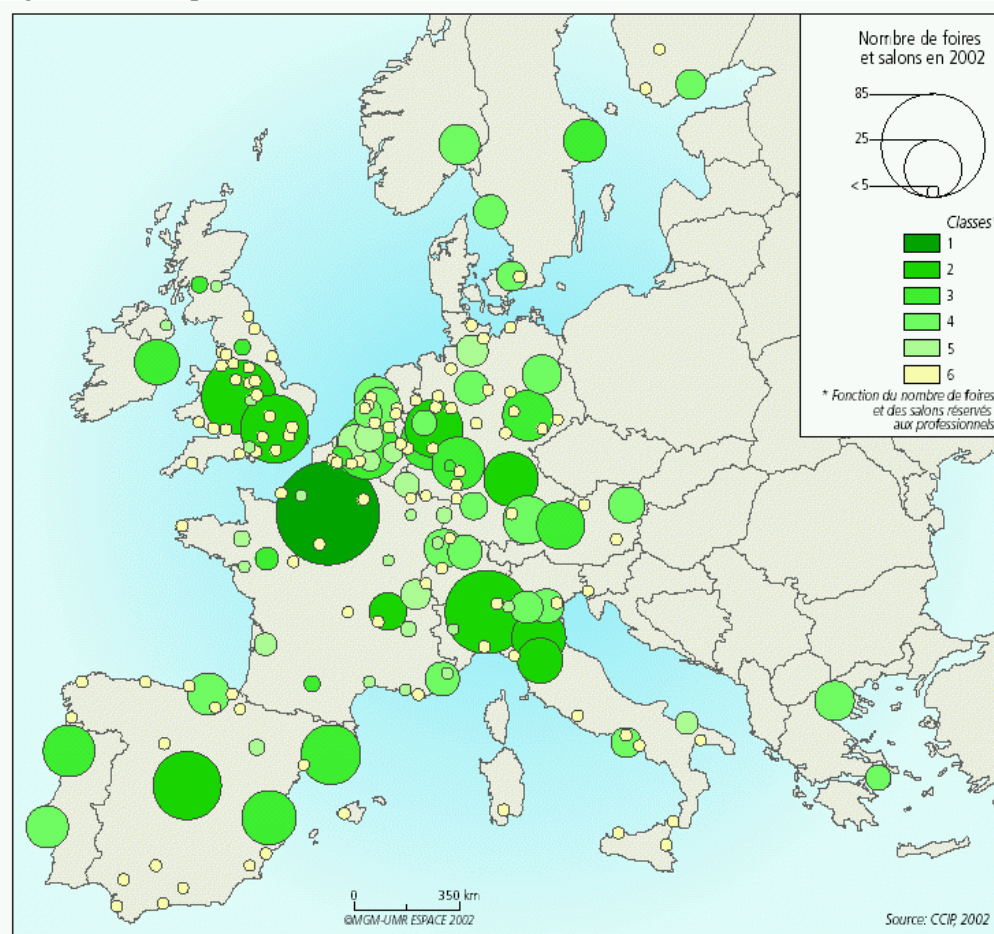 Nombre de foires
et salons en 2002
85
25
< 5
Classes
1
2
3
4
5
6
* Fonction du nombre de foires
et des salons réservés
aux professionnels
0 350 km
©MGM-UMR ESPACE 2002
Source: CCIP, 2002